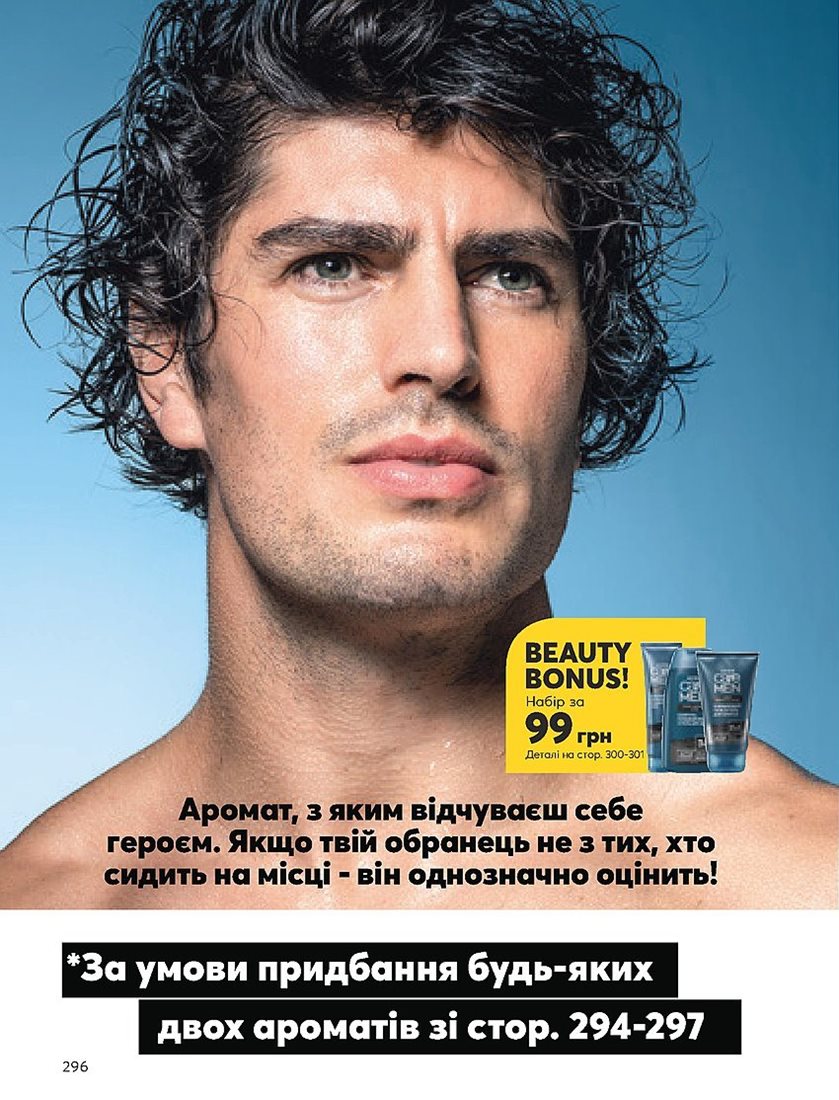 BEAUTY
BONUS!
Набір за
99 грн
Деталі на стор. 300-301
CARE
MEN
Аромат, з яким відчуваєш себе
героєм. Якщо твій обранець не з тих, хто
сидить на місці - він однозначно оцінить!
*За умови придбання будь-яких
двох ароматів зі стор. 294-297
296